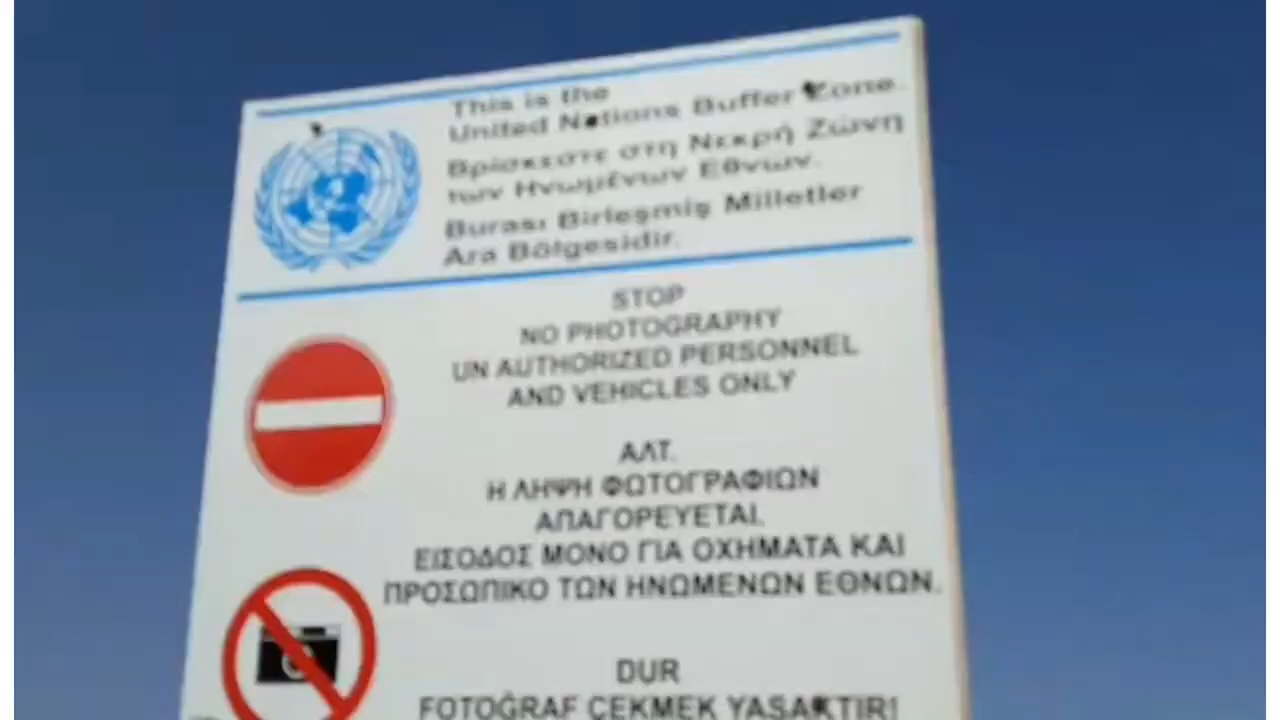 This is the
United Nations Buffer Zone.
Βρίσκεστε στη Νεκρή Ζώνη
των Ηνωμένων Εθνών.
Burası Birleşmiş Milletler
Ara Bölgesidir.
STOP
NO PHOTOGRAPHY
UN AUTHORIZED PERSONNEL
AND VEHICLES ONLY
ΑΛΤ.
Η ΛΗΨΗ ΦΩΤΟΓΡΑΦΙΩΝ
ΑΠΑΓΟΡΕΥΕΤΑΙ.
ΕΙΣΟΔΟΣ ΜΟΝΟ ΓΙΑ ΟΧΗΜΑΤΑ ΚΑΙ
ΠΡΟΣΩΠΙΚΟ ΤΩΝ ΗΝΩΜΕΝΩΝ ΕΘΝΩΝ.
DUR
FOTOĞRAF ÇEKMEK YASAKTIR!